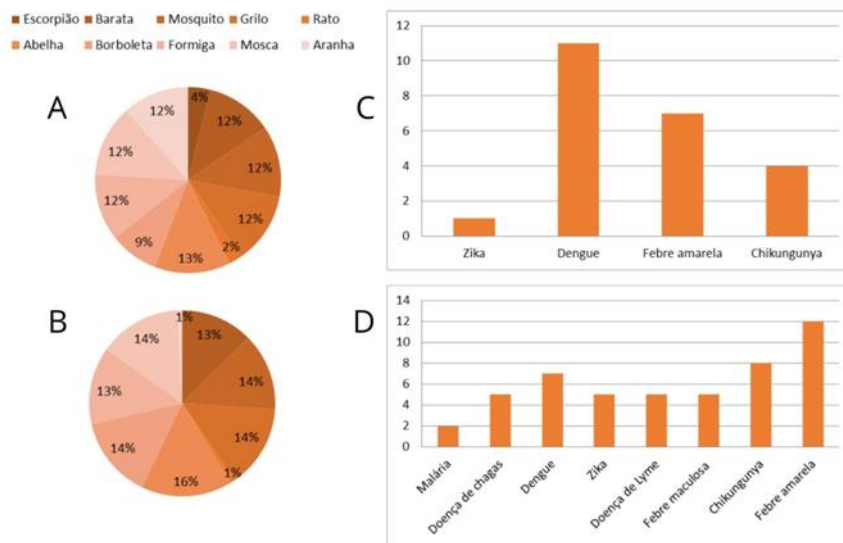 Escorpião Barata Mosquito Grilo Rato
Abelha Borboleta Formiga Mosca Aranha
A
4%
12%
12%
12%
2%
13%
9%
12%
12%
12%
B
1%
13%
14%
14%
1%
16%
14%
13%
14%
C
12
10
8
6
4
2
0
Zika Dengue Febre amarela Chikungunya
D
14
12
10
8
6
4
2
0
Malária
Doença de chagas
Dengue
Zika
Doença de Lyme
Febre maculosa
Chikungunya
Febre amarela